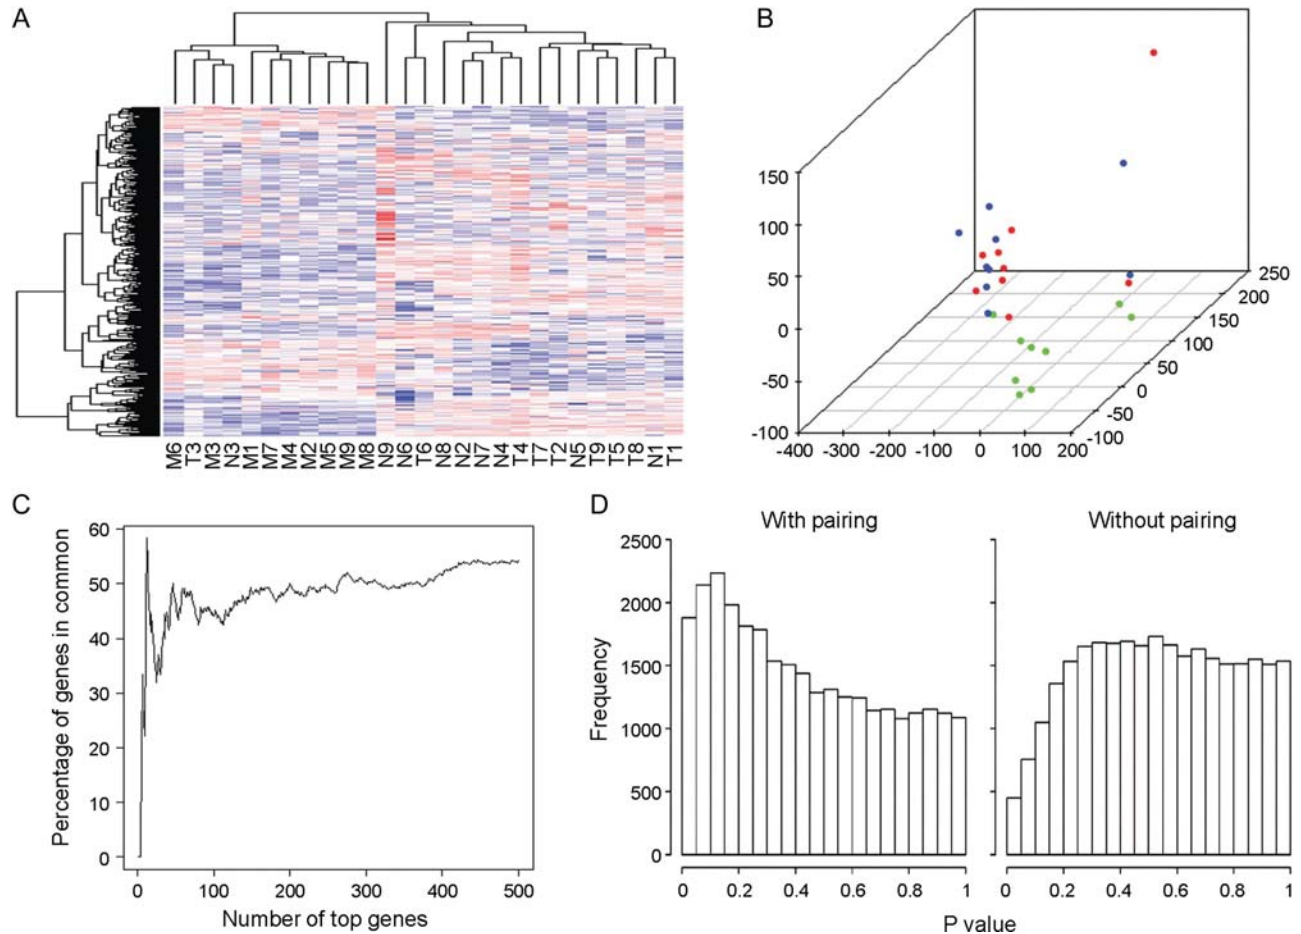 A
M6 T3 M3 N3 M1 M7 M4 M2 M5 M9 M8 N9 N6 T6 N8 N2 N7 N4 T4 T7 T2 N5 T9 T5 T8 N1 T1
B
150
100
50
0
-50
-100
-400 -300 -200 -100 0 100 200
250
200
150
100
50
0
-50
-100
C
Percentage of genes in common
60
50
40
30
20
10
0
0 100 200 300 400 500
Number of top genes
D
With pairing
Without pairing
Frequency
2500
2000
1500
1000
500
0
0 0.2 0.4 0.6 0.8 1
0 0.2 0.4 0.6 0.8 1
P value